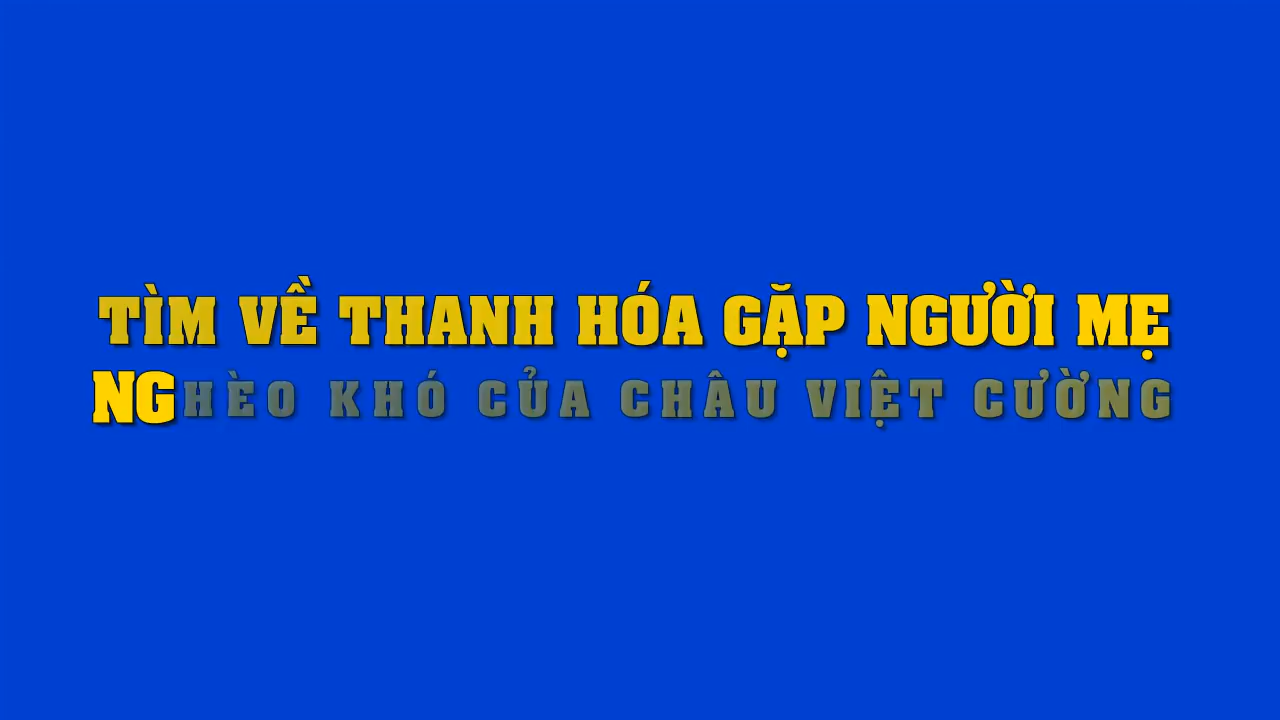 TÌM VỀ THANH HÓA GẶP NGƯỜI MẸ
NGHÈO KHÓ CỦA CHÂU VIỆT CƯỜNG